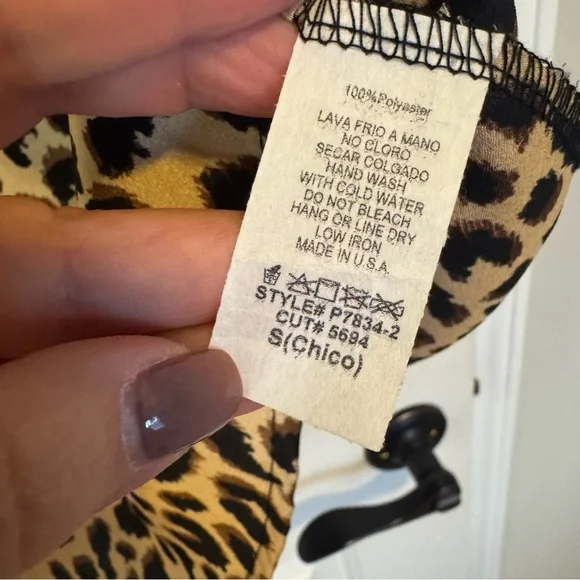 100%Polyaster
LAVA FRIO A MANO
NO CLORO
SECAR COLGADO
HAND WASH
WITH COLD WATER
DO NOT BLEACH
HANG OR LINE DRY
LOW IRON
MADE IN U.S.A.
STYLE# P7834-2
CUT# 5694
S(Chico)